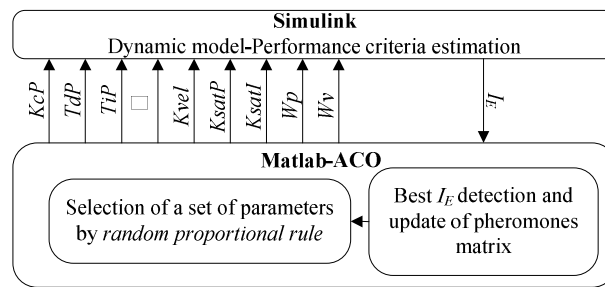 Simulink
Dynamic model-Performance criteria estimation
KcP
TdP
TiP
Kvel
KsatP
KsatI
Wp
Wv
IE
Matlab-ACO
Selection of a set of parameters
by random proportional rule
Best IE detection and
update of pheromones
matrix